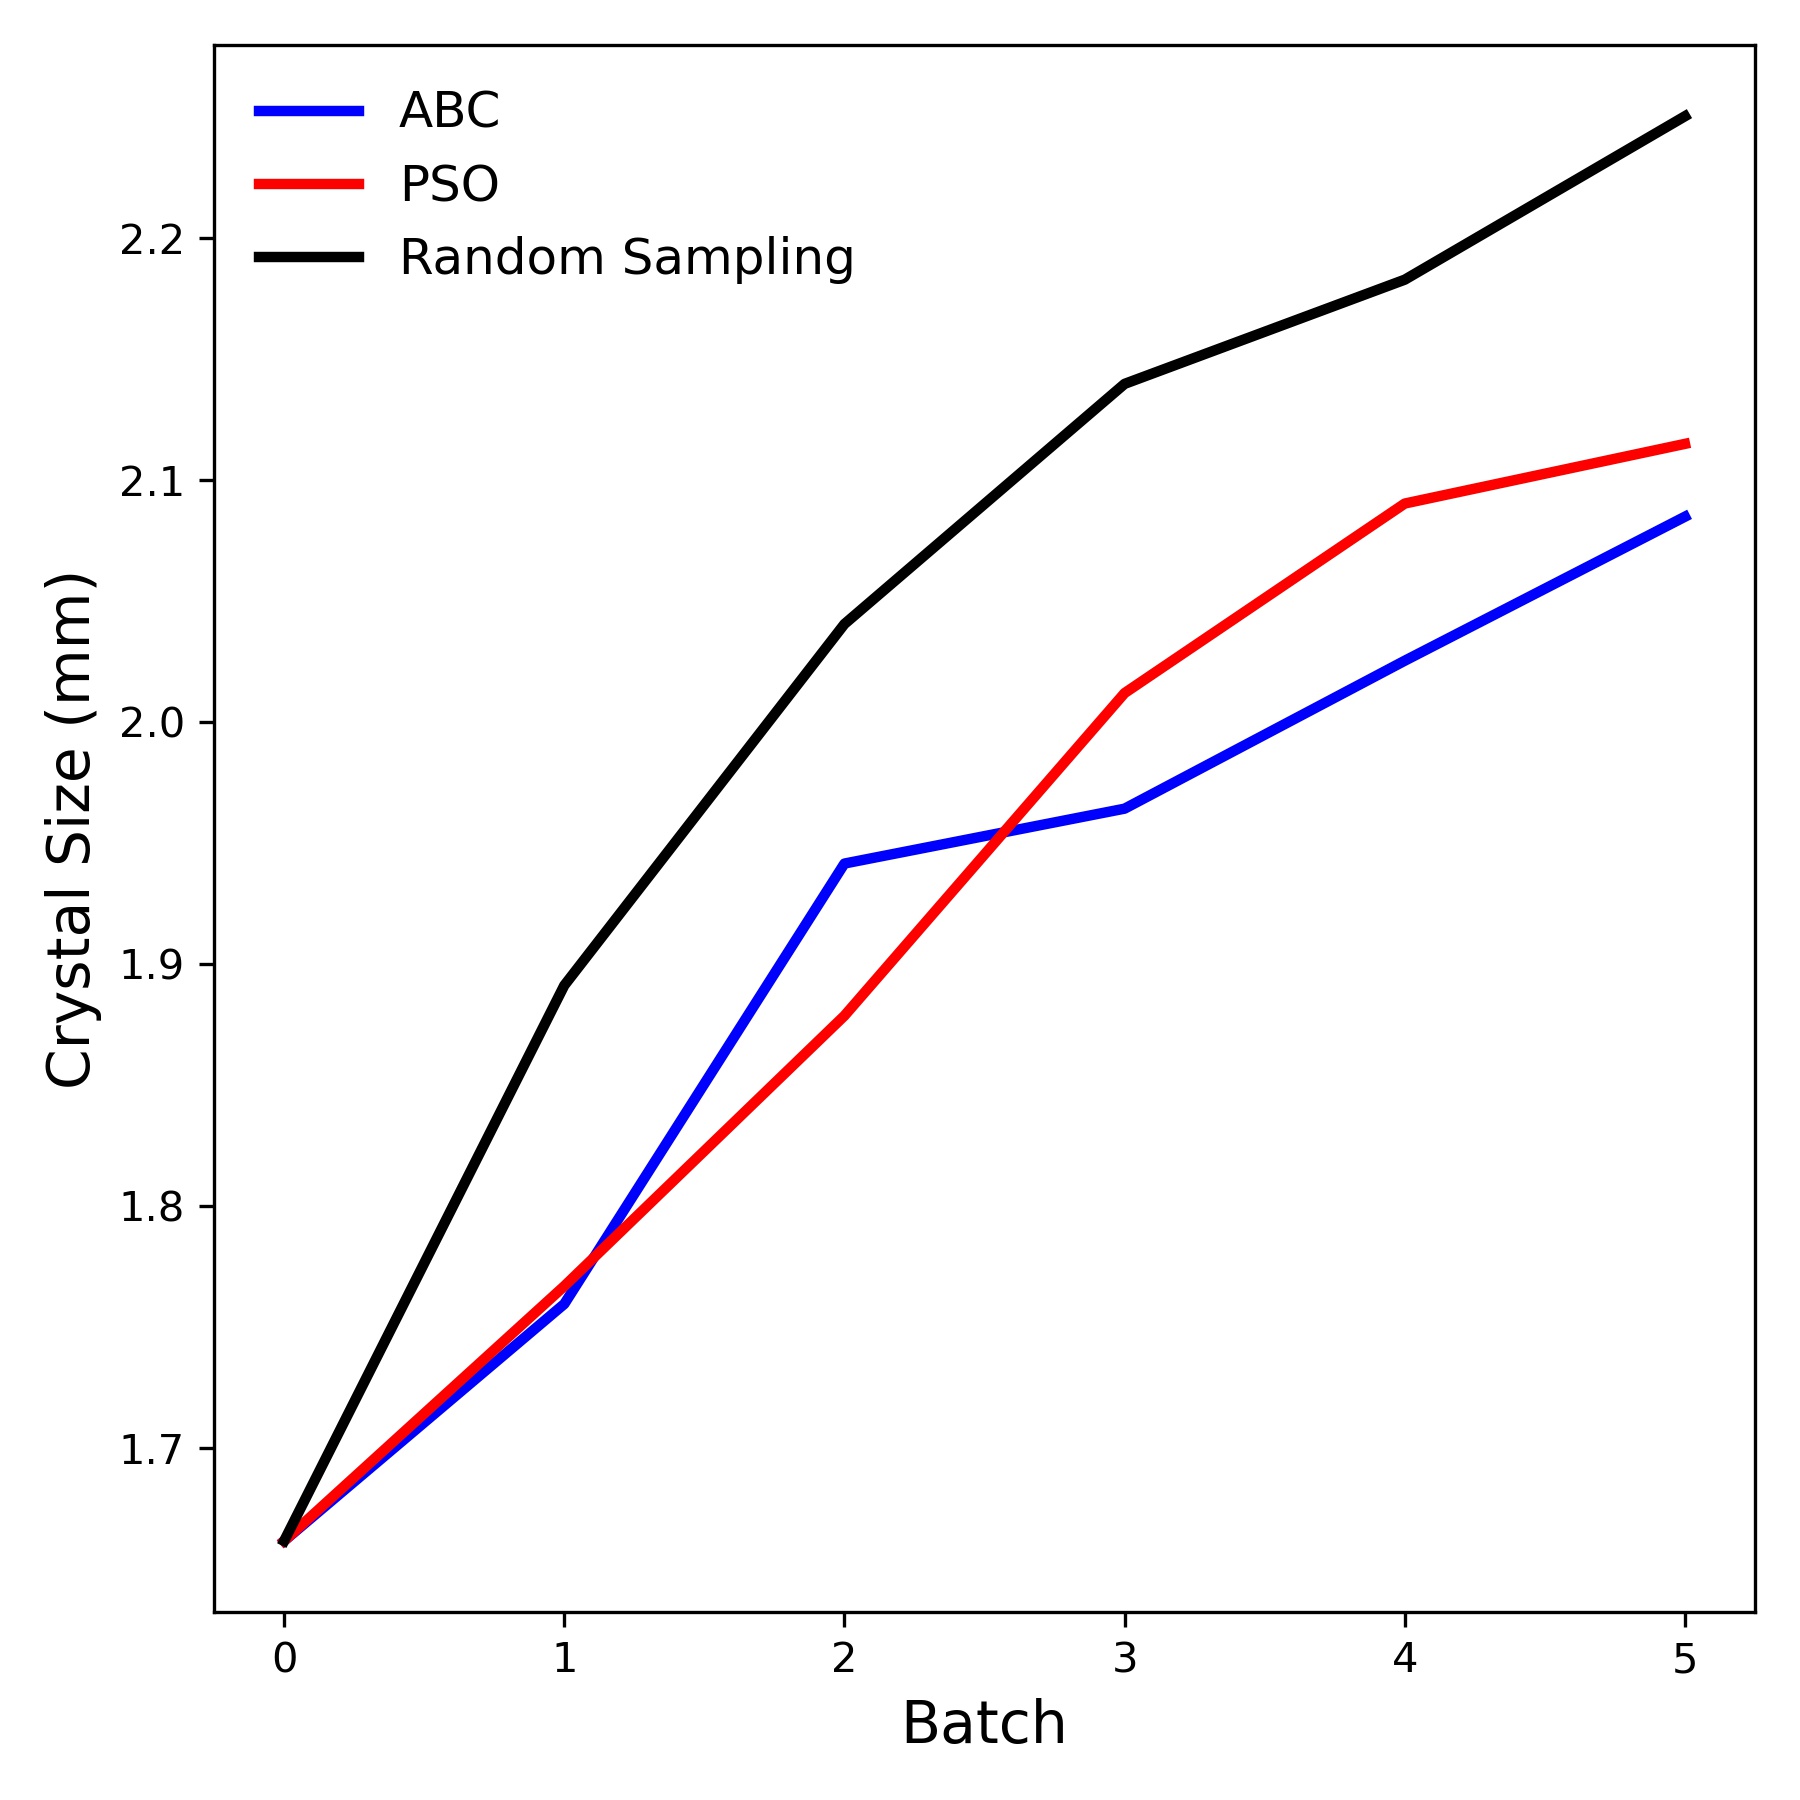 ABC
PSO
Random Sampling
Crystal Size (mm)
2.2
2.1
2.0
1.9
1.8
1.7
0 1 2 3 4 5
Batch